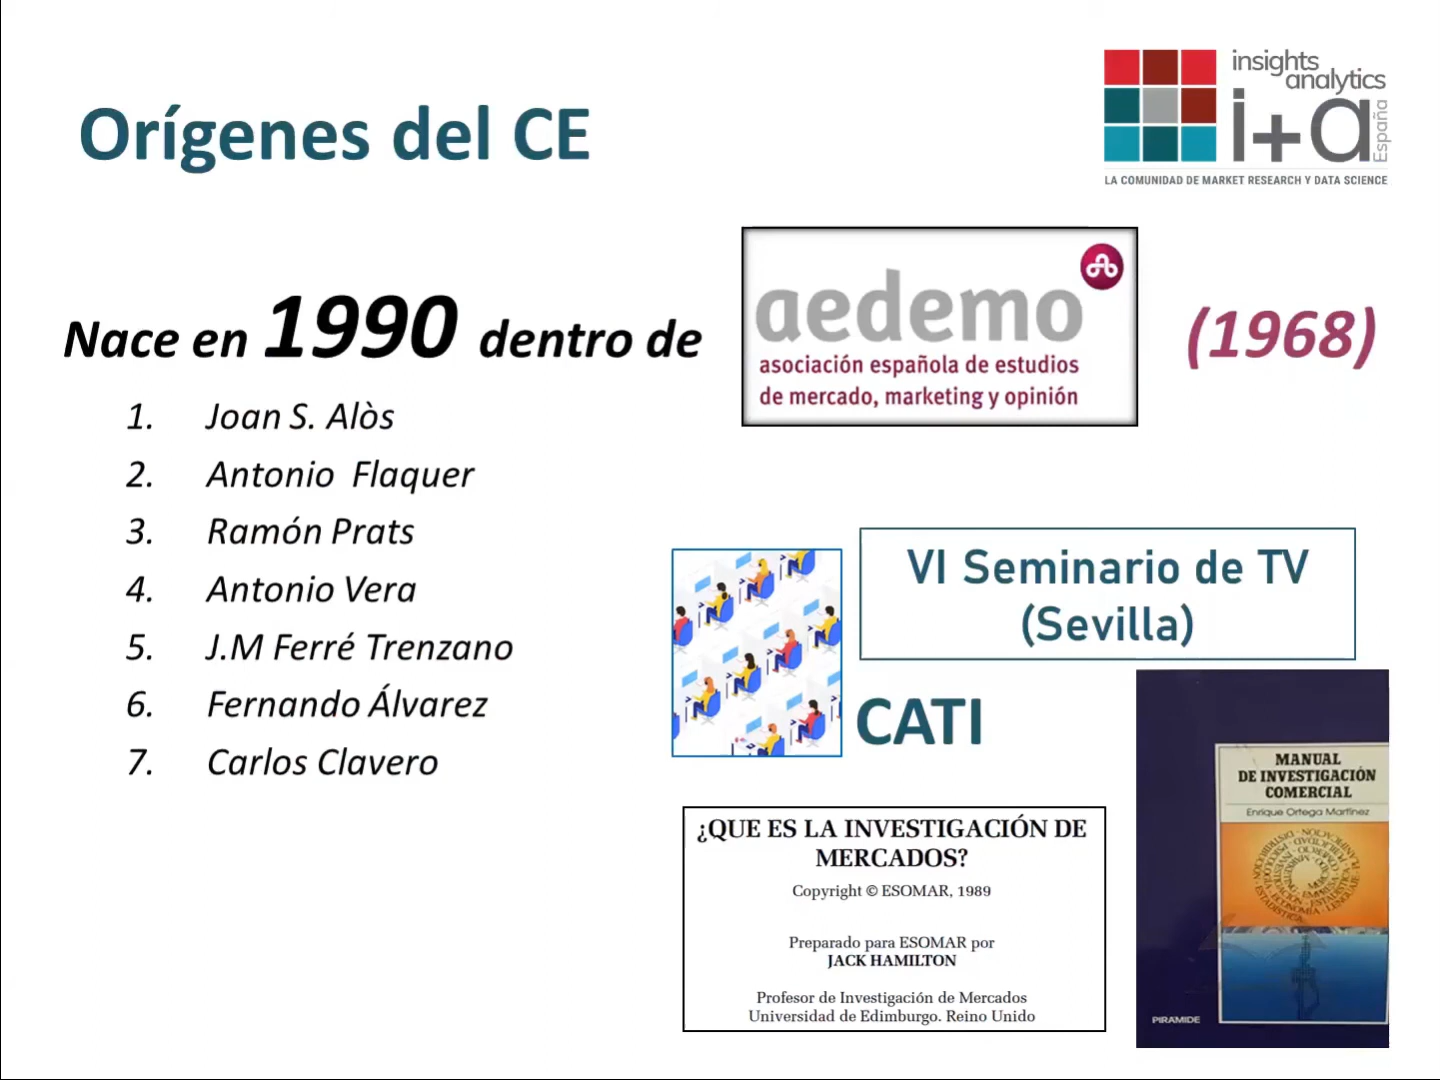 Orígenes del CE
insights
analytics
i+a
España
LA COMUNIDAD DE MARKET RESEARCH Y DATA SCIENCE
Nace en 1990 dentro de
aedemo
asociación española de estudios
de mercado, marketing y opinión
(1968)
1. Joan S. Alòs
2. Antonio Flaquer
3. Ramón Prats
4. Antonio Vera
5. J.M Ferré Trenzano
6. Fernando Álvarez
7. Carlos Clavero
VI Seminario de TV
(Sevilla)
CATI
¿QUE ES LA INVESTIGACIÓN DE
MERCADOS?
Copyright © ESOMAR, 1989
Preparado para ESOMAR por
JACK HAMILTON
Profesor de Investigación de Mercados
Universidad de Edimburgo. Reino Unido
MANUAL
DE INVESTIGACIÓN
COMERCIAL
Enrique Ortega Martínez
PIRAMIDE